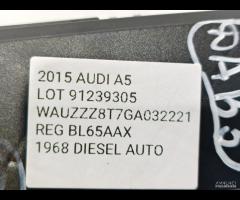 2015 AUDI A5
LOT 91239305
WAUZZZ8T7GA032221
REG BL65AAX
1968 DIESEL AUTO